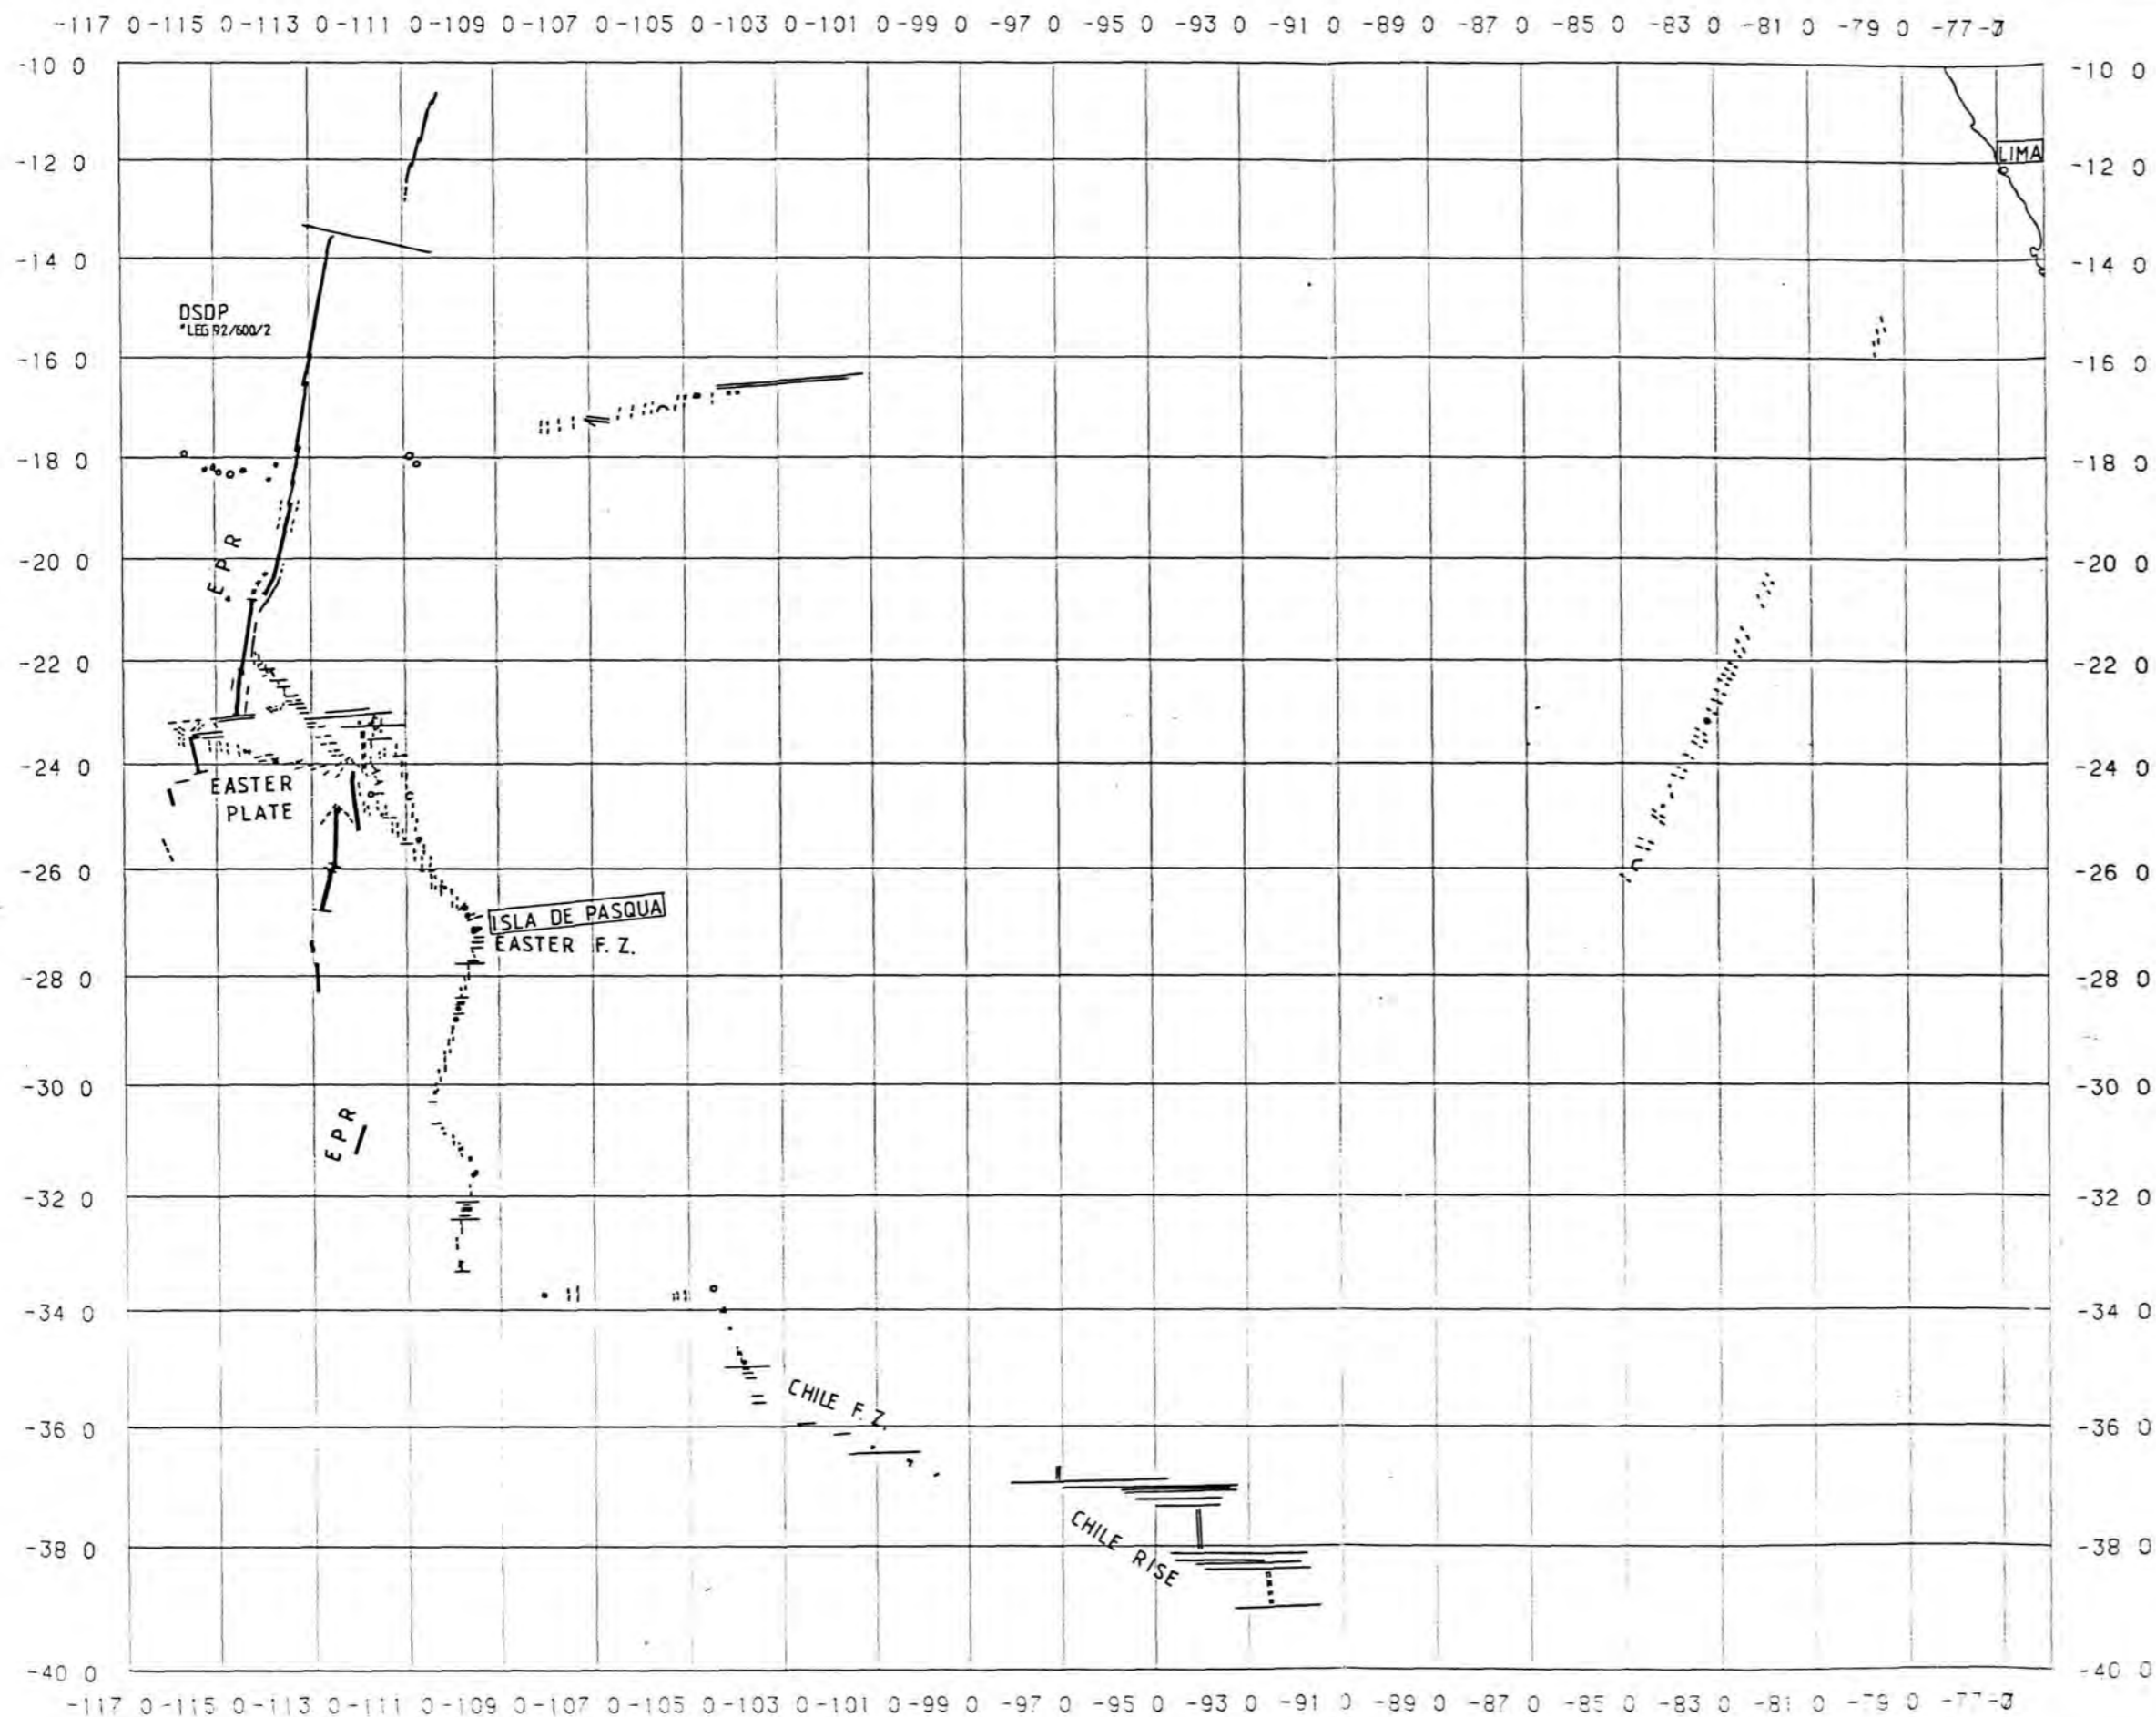 -117 0 -115 0 -113 0 -111 0 -109 0 -107 0 -105 0 -103 0 -101 0 -99 0 -97 0 -95 0 -93 0 -91 0 -89 0 -87 0 -85 0 -83 0 -81 0 -79 0 -77 -0
-10 0 -10 0
LIMA
-12 0 -12 0
-14 0 -14 0
DSDP
*LEG 92/600/2
-16 0 -16 0
-18 0 -18 0
E P R
-20 0 -20 0
-22 0 -22 0
-24 0 -24 0
EASTER
PLATE
-26 0 -26 0
ISLA DE PASQUA
EASTER F. Z.
-28 0 -28 0
-30 0 -30 0
E P R
-32 0 -32 0
-34 0 -34 0
CHILE F. Z.
-36 0 -36 0
CHILE RISE
-38 0 -38 0
-40 0 -40 0
-117 0 -115 0 -113 0 -111 0 -109 0 -107 0 -105 0 -103 0 -101 0 -99 0 -97 0 -95 0 -93 0 -91 0 -89 0 -87 0 -85 0 -83 0 -81 0 -79 0 -77 -0